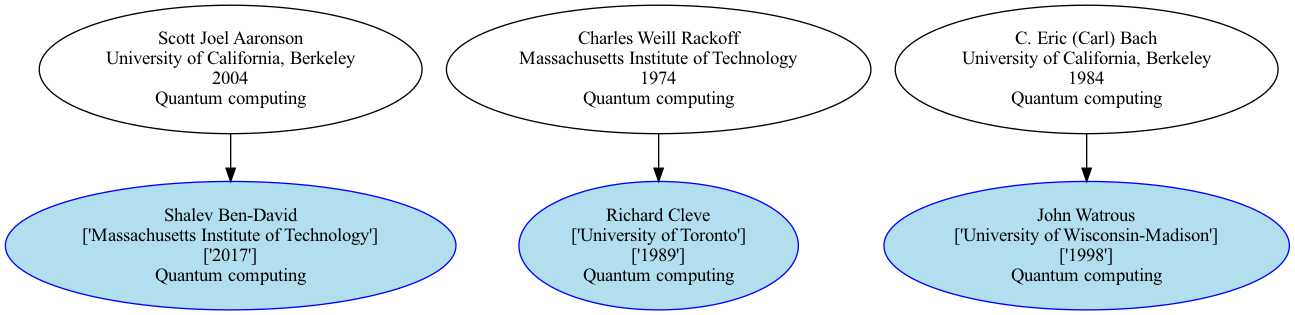 Scott Joel Aaronson
University of California, Berkeley
2004
Quantum computing
Charles Weill Rackoff
Massachusetts Institute of Technology
1974
Quantum computing
C. Eric (Carl) Bach
University of California, Berkeley
1984
Quantum computing
Shalev Ben-David
['Massachusetts Institute of Technology']
['2017']
Quantum computing
Richard Cleve
['University of Toronto']
['1989']
Quantum computing
John Watrous
['University of Wisconsin-Madison']
['1998']
Quantum computing